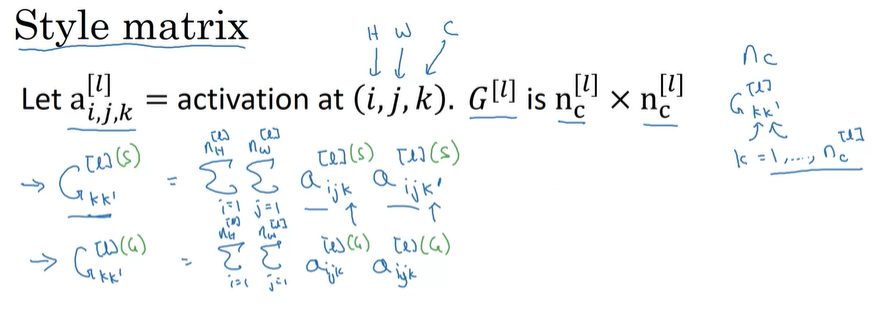 Style matrix
H W C
n_c
Let a^{[l]}_{i,j,k} = activation at (i, j, k). G^{[l]} is n_c^{[l]} × n_c^{[l]}
G^{[l]}_{kk'}
k = 1, ..., n_c^{[l]}
→ G^{[l](S)}_{kk'} = Σ_{i=1}^{n_H^{[l]}} Σ_{j=1}^{n_W^{[l]}} a^{[l](S)}_{ijk} a^{[l](S)}_{ijk'}
→ G^{[l](G)}_{kk'} = Σ_{i=1}^{n_H^{[l]}} Σ_{j=1}^{n_W^{[l]}} a^{[l](G)}_{ijk} a^{[l](G)}_{ijk}